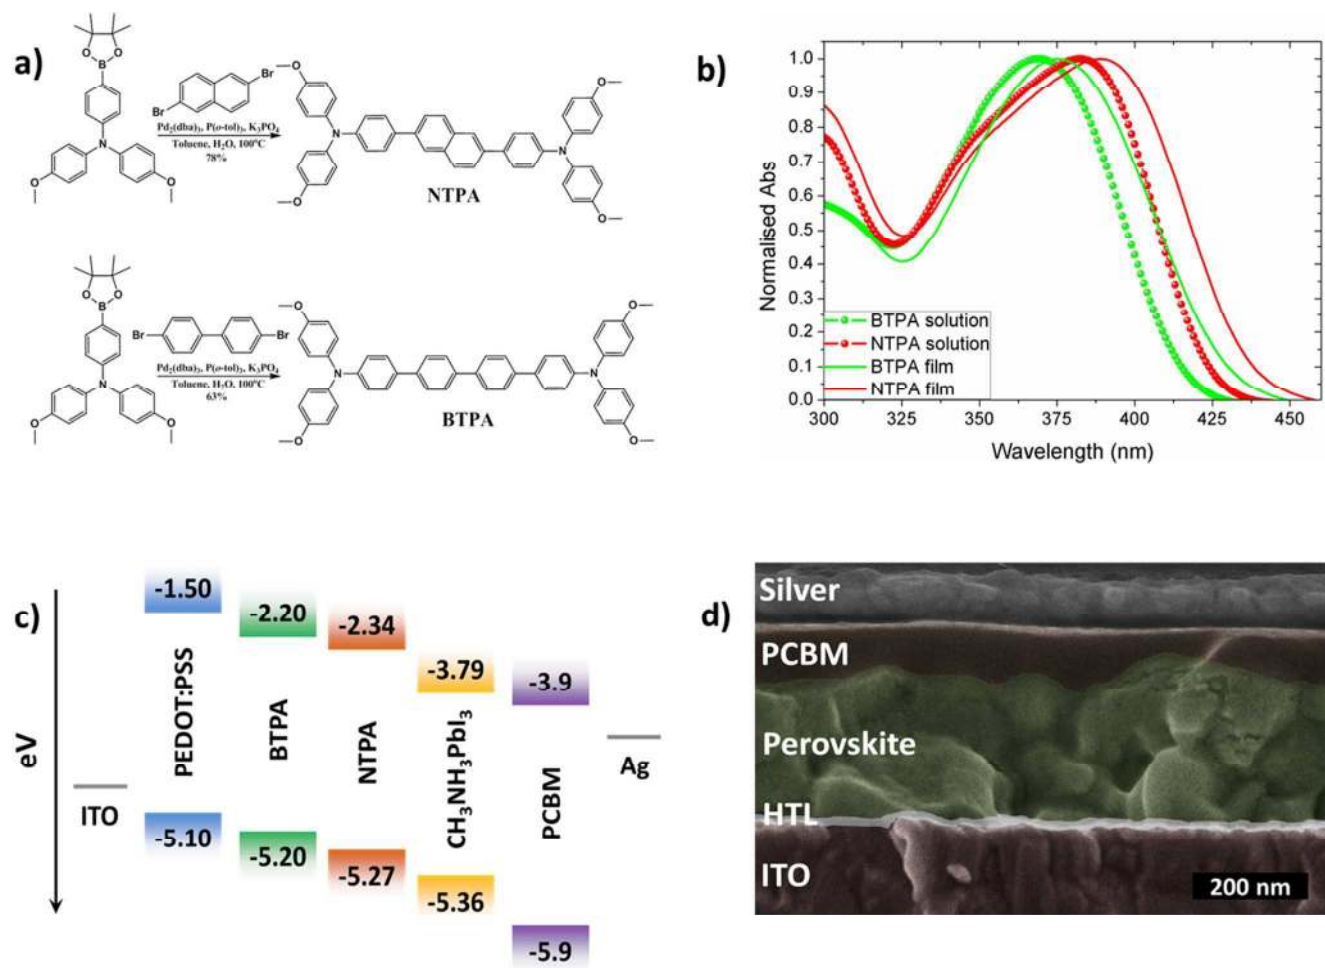 a)
B
O
O
N
O
O
Br
Br
Pd₂(dba)₃, P(o-tol)₃, K₃PO₄
Toluene, H₂O, 100°C
78%
O
O
N
N
O
O
NTPA
B
O
O
N
O
O
Br
Br
Pd₂(dba)₃, P(o-tol)₃, K₃PO₄
Toluene, H₂O, 100°C
63%
O
O
N
N
O
O
BTPA
b)
Normalised Abs
1.0
0.9
0.8
0.7
0.6
0.5
0.4
0.3
0.2
0.1
0.0
BTPA solution
NTPA solution
BTPA film
NTPA film
300
325
350
375
400
425
450
Wavelength (nm)
c)
eV
ITO
-1.50
PEDOT:PSS
-5.10
-2.20
BTPA
-5.20
-2.34
NTPA
-5.27
-3.79
CH₃NH₃PbI₃
-5.36
-3.9
PCBM
-5.9
Ag
d)
Silver
PCBM
Perovskite
HTL
ITO
200 nm